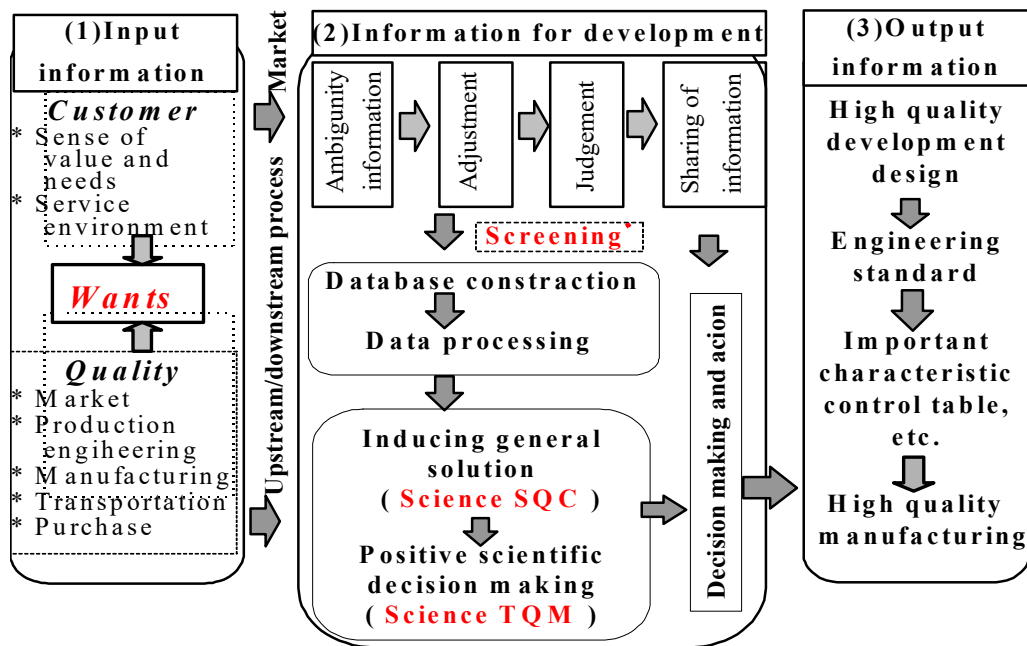 (1)Input
information
Customer
* Sense of
value and
needs
* Service
environment
Wants
Quality
* Market
* Production
engiheering
* Manufacturing
* Transportation
* Purchase
Market
Upstream/downstream process
(2)Information for development
Ambigunity
information
Adjustment
Judgement
Sharing of
information
Screening*
Database constraction
Data processing
Inducing general
solution
( Science SQC )
Positive scientific
decision making
( Science TQM )
Decision making and acion
(3)Output
information
High quality
development
design
Engineering
standard
Important
characteristic
control table,
etc.
High quality
manufacturing